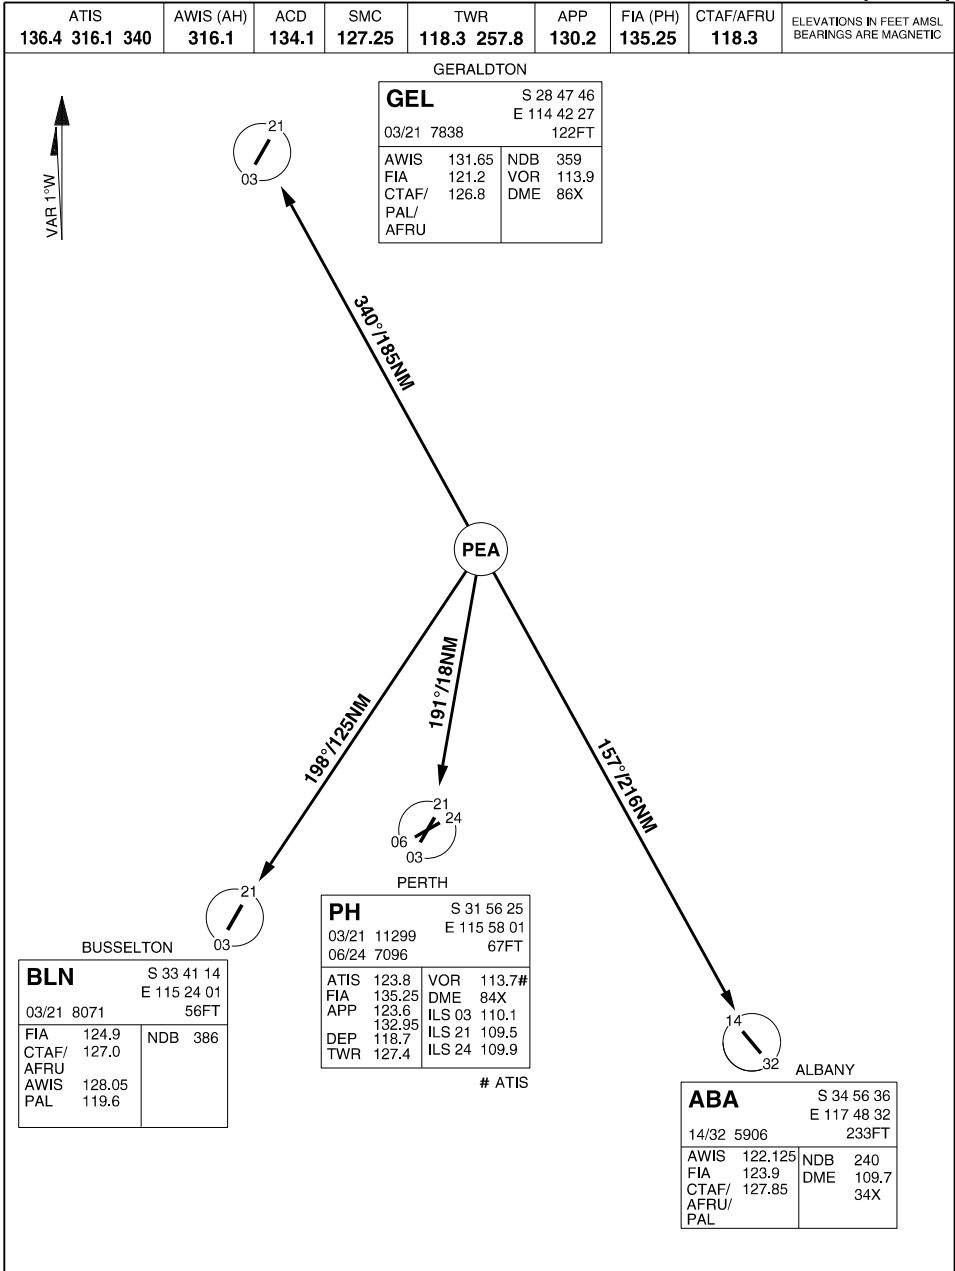 ATIS AWIS (AH) ACD SMC TWR APP FIA (PH) CTAF/AFRU ELEVATIONS IN FEET AMSL
136.4 316.1 340 316.1 134.1 127.25 118.3 257.8 130.2 135.25 118.3 BEARINGS ARE MAGNETIC
VAR 1°W
21
03
GERALDTON
GEL S 28 47 46
E 114 42 27
03/21 7838 122FT
AWIS 131.65 NDB 359
FIA 121.2 VOR 113.9
CTAF/ 126.8 DME 86X
PAL/
AFRU
340°/185NM
PEA
198°/125NM
191°/18NM
157°/216NM
21
24
06
03
PERTH
PH S 31 56 25
E 115 58 01
03/21 11299 67FT
06/24 7096
ATIS 123.8 VOR 113.7#
FIA 135.25 DME 84X
APP 123.6 ILS 03 110.1
132.95 ILS 21 109.5
DEP 118.7 ILS 24 109.9
TWR 127.4
# ATIS
21
03
BUSSELTON
BLN S 33 41 14
E 115 24 01
03/21 8071 56FT
FIA 124.9 NDB 386
CTAF/ 127.0
AFRU
AWIS 128.05
PAL 119.6
14
32
ALBANY
ABA S 34 56 36
E 117 48 32
14/32 5906 233FT
AWIS 122.125 NDB 240
FIA 123.9 DME 109.7
CTAF/ 127.85 34X
AFRU/
PAL